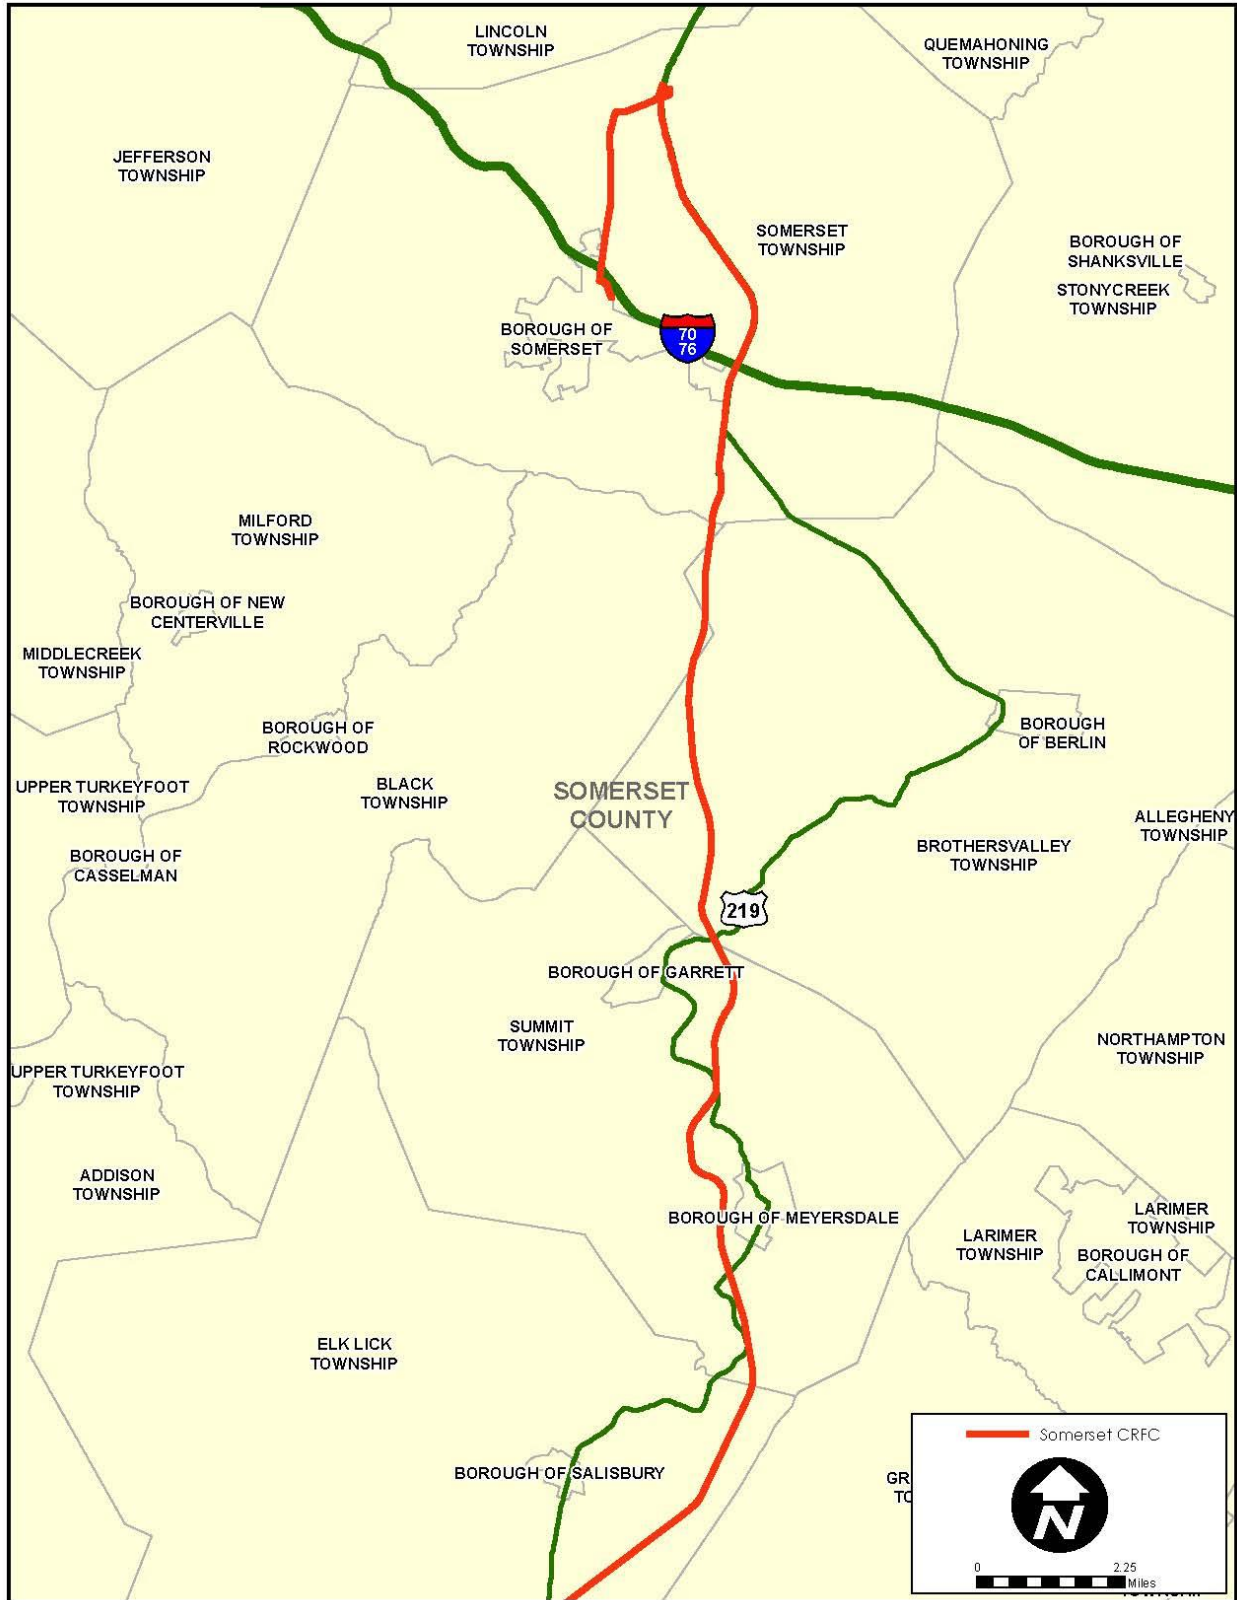 LINCOLN
TOWNSHIP
QUEMAHONING
TOWNSHIP
JEFFERSON
TOWNSHIP
SOMERSET
TOWNSHIP
BOROUGH OF
SHANKSVILLE
STONYCREEK
TOWNSHIP
BOROUGH OF
SOMERSET
70
76
MILFORD
TOWNSHIP
BOROUGH OF NEW
CENTERVILLE
MIDDLECREEK
TOWNSHIP
BOROUGH OF
ROCKWOOD
BOROUGH
OF BERLIN
UPPER TURKEYFOOT
TOWNSHIP
BLACK
TOWNSHIP
SOMERSET
COUNTY
ALLEGHENY
TOWNSHIP
BOROUGH OF
CASSELMAN
BROTHERSVALLEY
TOWNSHIP
219
BOROUGH OF GARRETT
SUMMIT
TOWNSHIP
NORTHAMPTON
TOWNSHIP
UPPER TURKEYFOOT
TOWNSHIP
ADDISON
TOWNSHIP
BOROUGH OF MEYERSDALE
LARIMER
TOWNSHIP
LARIMER
TOWNSHIP
BOROUGH OF
CALLIMONT
ELK LICK
TOWNSHIP
BOROUGH OF SALISBURY
GR
TO
Somerset CRFC
N
0 2.25
Miles